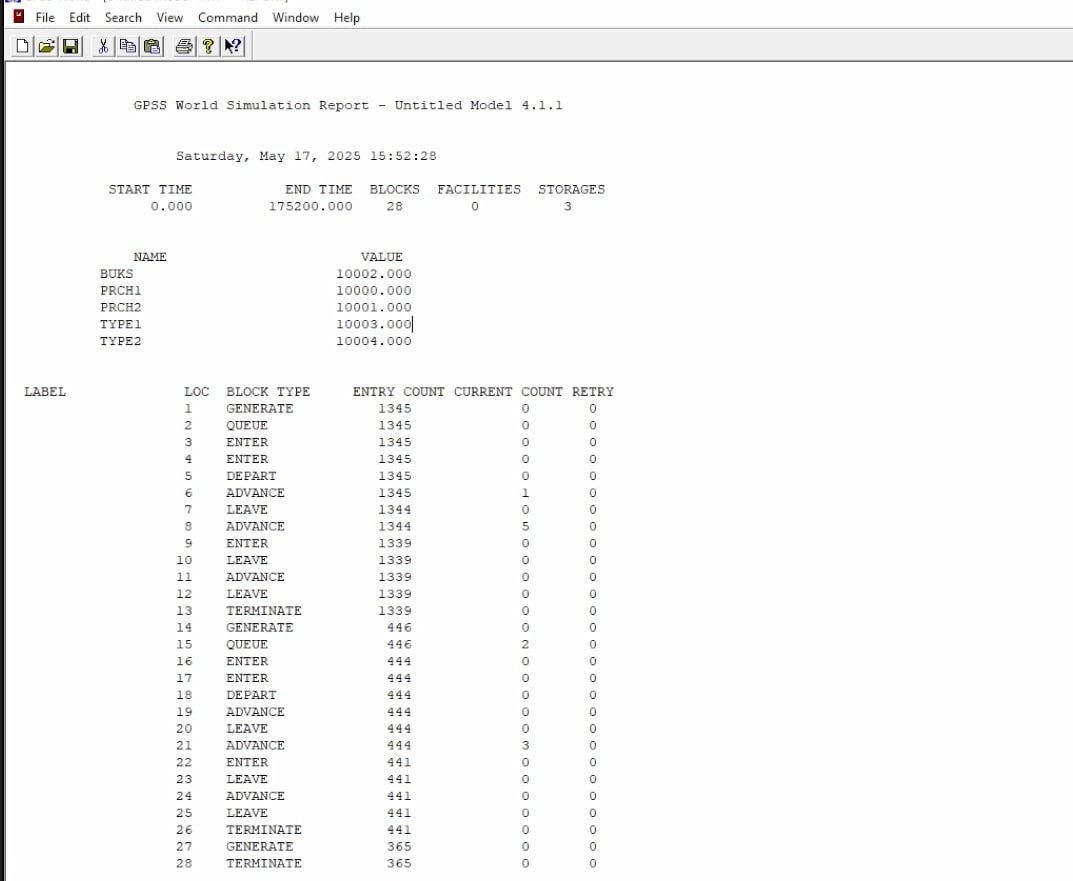 File Edit Search View Command Window Help
GPSS World Simulation Report - Untitled Model 4.1.1
Saturday, May 17, 2025 15:52:28
START TIME END TIME BLOCKS FACILITIES STORAGES
0.000 175200.000 28 0 3
NAME VALUE
BUKS 10002.000
PRCH1 10000.000
PRCH2 10001.000
TYPE1 10003.000
TYPE2 10004.000
LABEL LOC BLOCK TYPE ENTRY COUNT CURRENT COUNT RETRY
1 GENERATE 1345 0 0
2 QUEUE 1345 0 0
3 ENTER 1345 0 0
4 ENTER 1345 0 0
5 DEPART 1345 0 0
6 ADVANCE 1345 1 0
7 LEAVE 1344 0 0
8 ADVANCE 1344 5 0
9 ENTER 1339 0 0
10 LEAVE 1339 0 0
11 ADVANCE 1339 0 0
12 LEAVE 1339 0 0
13 TERMINATE 1339 0 0
14 GENERATE 446 0 0
15 QUEUE 446 2 0
16 ENTER 444 0 0
17 ENTER 444 0 0
18 DEPART 444 0 0
19 ADVANCE 444 0 0
20 LEAVE 444 0 0
21 ADVANCE 444 3 0
22 ENTER 441 0 0
23 LEAVE 441 0 0
24 ADVANCE 441 0 0
25 LEAVE 441 0 0
26 TERMINATE 441 0 0
27 GENERATE 365 0 0
28 TERMINATE 365 0 0